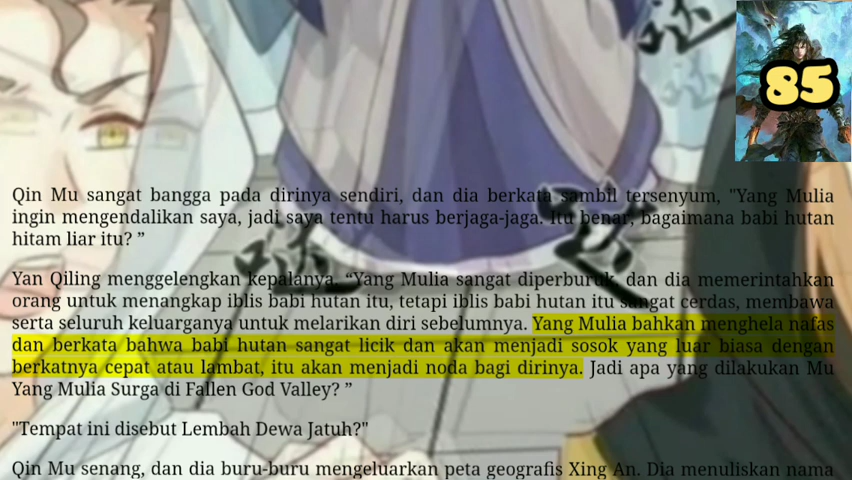 85
Qin Mu sangat bangga pada dirinya sendiri, dan dia berkata sambil tersenyum, "Yang Mulia
ingin mengendalikan saya, jadi saya tentu harus berjaga-jaga. Itu benar, bagaimana babi hutan
hitam liar itu? ”
Yan Qiling menggelengkan kepalanya. “Yang Mulia sangat diperburuk, dan dia memerintahkan
orang untuk menangkap iblis babi hutan itu, tetapi iblis babi hutan itu sangat cerdas, membawa
serta seluruh keluarganya untuk melarikan diri sebelumnya. Yang Mulia bahkan menghela nafas
dan berkata bahwa babi hutan sangat licik dan akan menjadi sosok yang luar biasa dengan
berkatnya cepat atau lambat, itu akan menjadi noda bagi dirinya. Jadi apa yang dilakukan Mu
Yang Mulia Surga di Fallen God Valley? ”
"Tempat ini disebut Lembah Dewa Jatuh?"
Qin Mu senang, dan dia buru-buru mengeluarkan peta geografis Xing An. Dia menuliskan nama